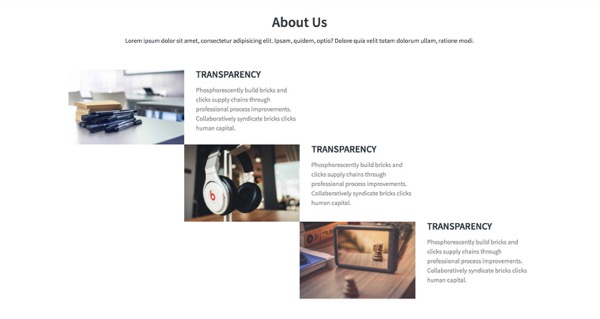 About Us
Lorem ipsum dolor sit amet, consectetur adipisicing elit. Ipsam, quidem, optio? Dolore quia velit totam dolorum ullam, ratione modi.
TRANSPARENCY
Phosphorescently build bricks and
clicks supply chains through
professional process improvements.
Collaboratively syndicate bricks and
human capital.
TRANSPARENCY
Phosphorescently build bricks and
clicks supply chains through
professional process improvements.
Collaboratively syndicate bricks and
human capital.
TRANSPARENCY
Phosphorescently build bricks and
clicks supply chains through
professional process improvements.
Collaboratively syndicate bricks and
human capital.